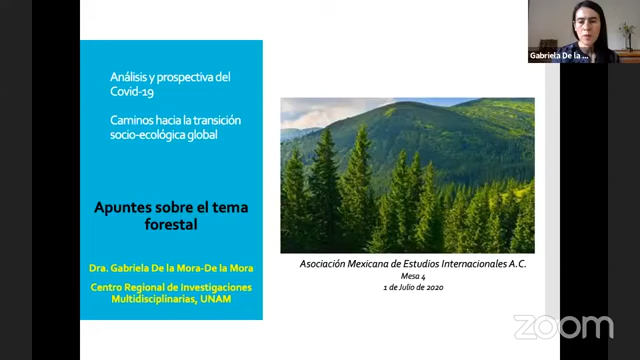 Análisis y prospectiva del
Covid-19
Caminos hacia la transición
socio-ecológica global
Apuntes sobre el tema
forestal
Dra. Gabriela De la Mora-De la Mora
Centro Regional de Investigaciones
Multidisciplinarias, UNAM
Asociación Mexicana de Estudios Internacionales A.C.
Mesa 4
1 de Julio de 2020
Gabriela De la ...
zoom